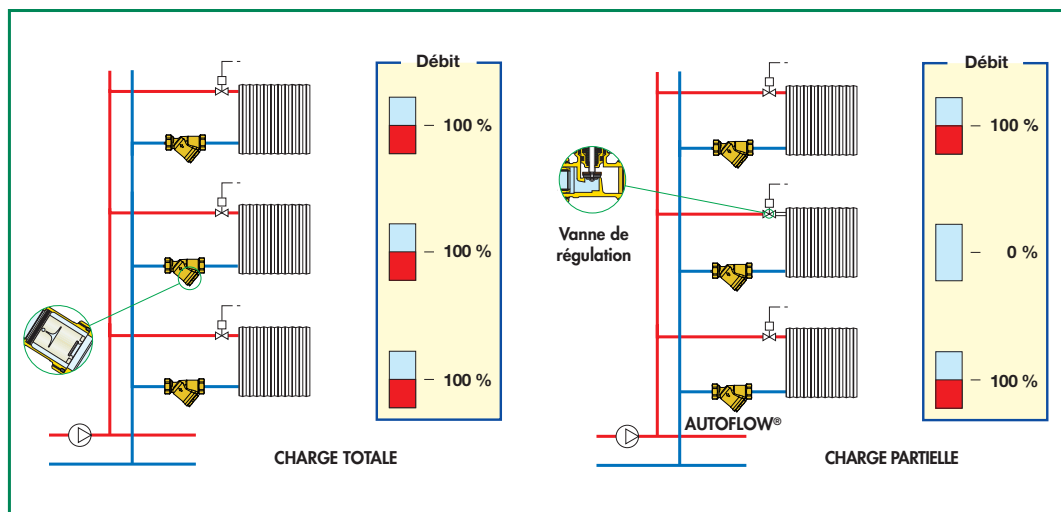 Débit
100 %
100 %
100 %
CHARGE TOTALE
Débit
100 %
Vanne de
régulation
0 %
100 %
AUTOFLOW®
CHARGE PARTIELLE